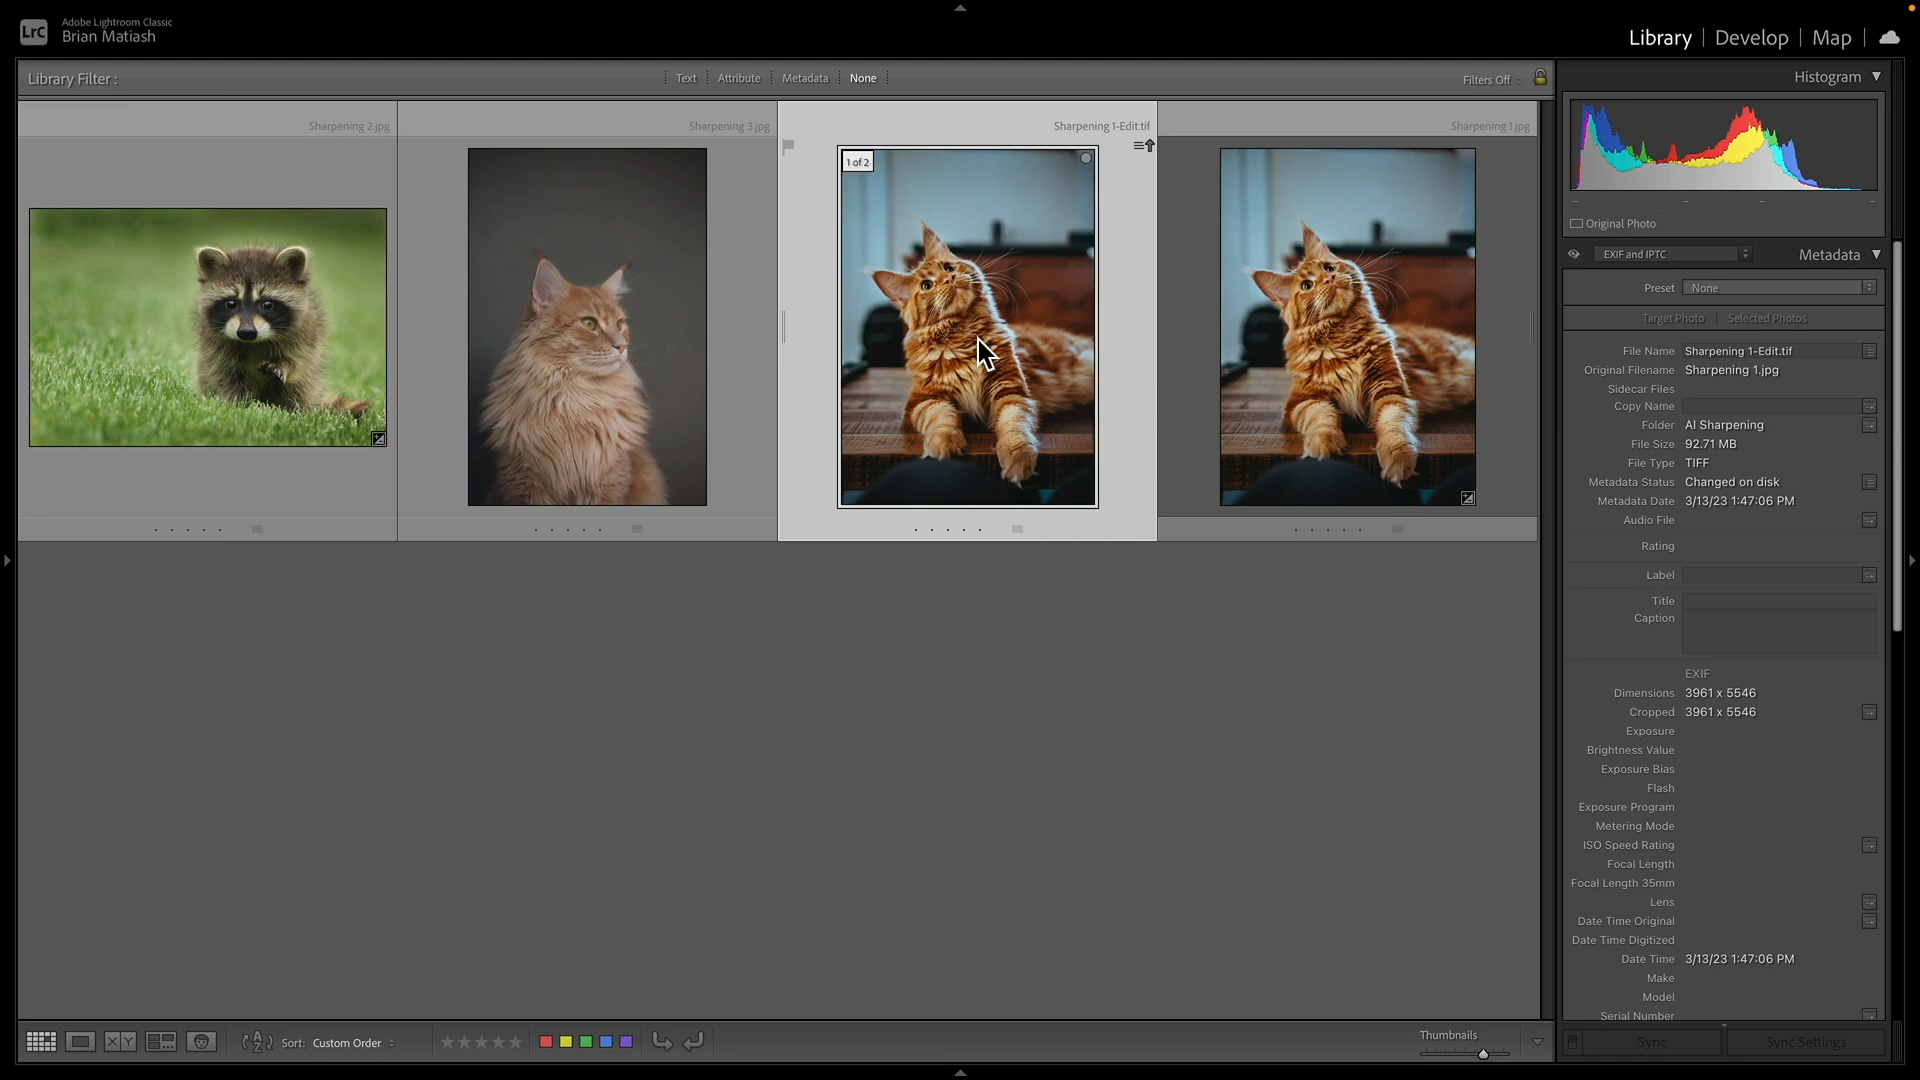 LrC
Adobe Lightroom Classic
Brian Matiash
Library | Develop | Map
Library Filter :
Text Attribute Metadata None
Filters Off
Histogram
Sharpening 2.jpg
Sharpening 3.jpg
Sharpening 1-Edit.tif
Sharpening 1.jpg
1 of 2
Original Photo
EXIF and IPTC
Metadata
Preset None
Target Photo | Selected Photos
File Name Sharpening 1-Edit.tif
Original Filename Sharpening 1.jpg
Sidecar Files
Copy Name
Folder AI Sharpening
File Size 92.71 MB
File Type TIFF
Metadata Status Changed on disk
Metadata Date 3/13/23 1:47:06 PM
Audio File
Rating
Label
Title
Caption
EXIF
Dimensions 3961 x 5546
Cropped 3961 x 5546
Exposure
Brightness Value
Exposure Bias
Flash
Exposure Program
Metering Mode
ISO Speed Rating
Focal Length
Focal Length 35mm
Lens
Date Time Original
Date Time Digitized
Date Time 3/13/23 1:47:06 PM
Make
Model
Serial Number
X Y
A Z
Sort: Custom Order
Thumbnails
Sync
Sync Settings